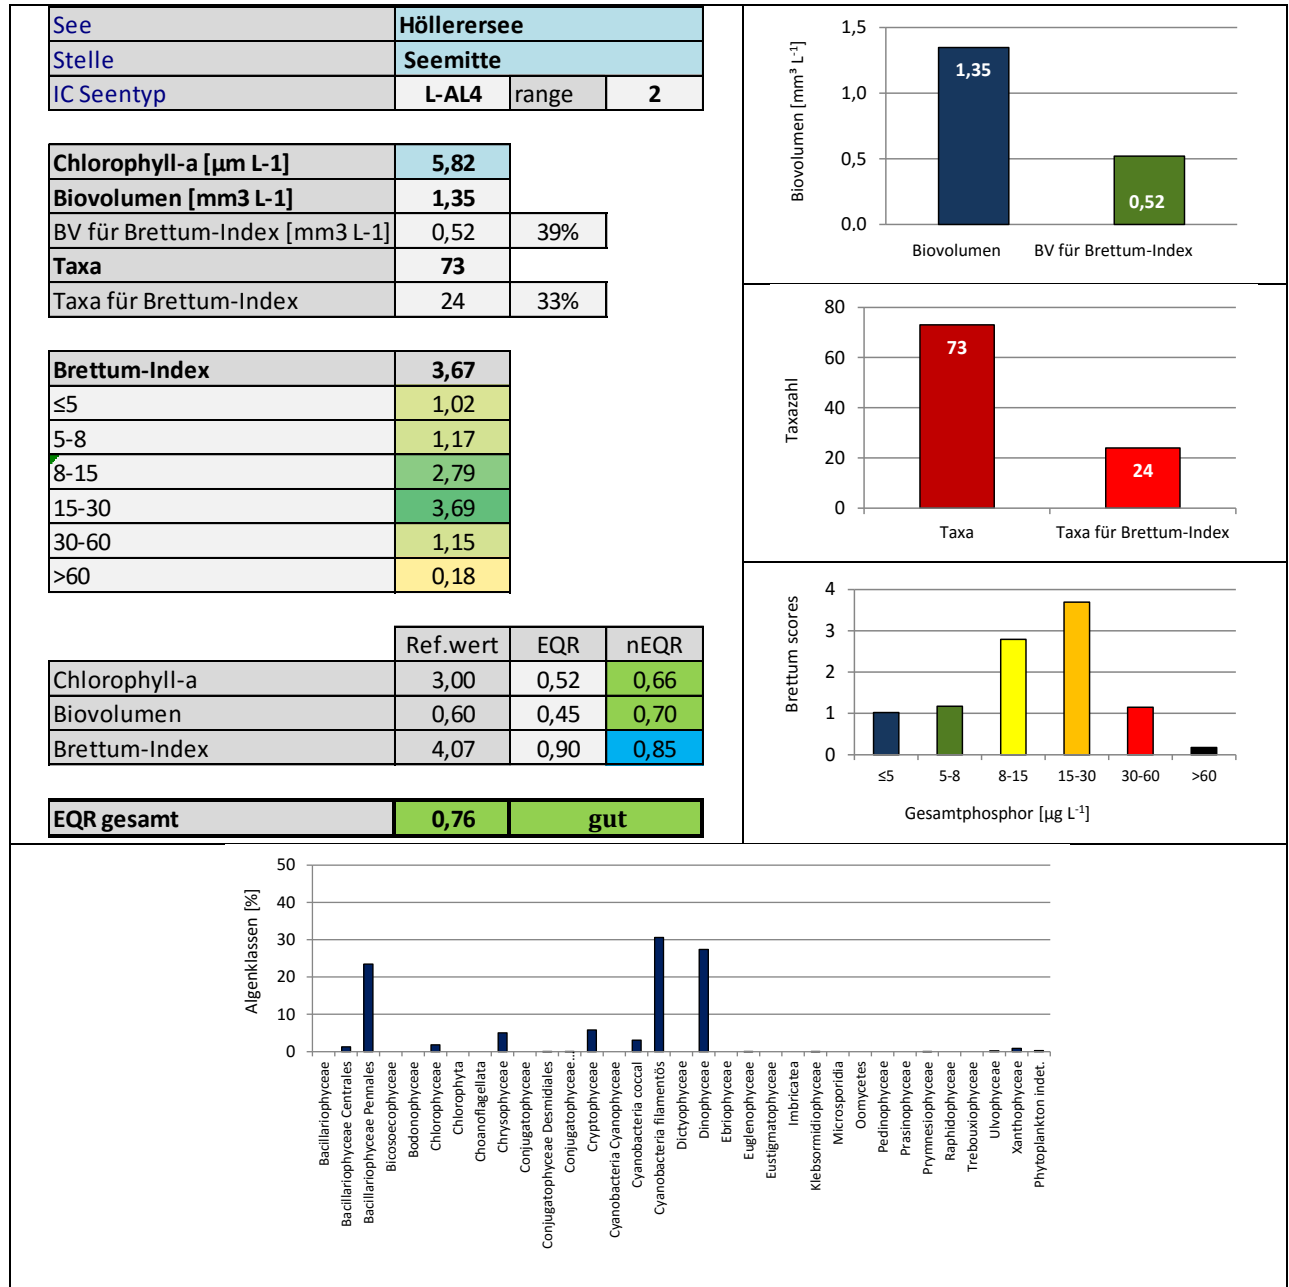 See Höllerersee
Stelle Seemitte
IC Seentyp L-AL4 range 2
Chlorophyll-a [µm L-1] 5,82
Biovolumen [mm3 L-1] 1,35
BV für Brettum-Index [mm3 L-1] 0,52 39%
Taxa 73
Taxa für Brettum-Index 24 33%
Brettum-Index 3,67
≤5 1,02
5-8 1,17
8-15 2,79
15-30 3,69
30-60 1,15
>60 0,18
Ref.wert EQR nEQR
Chlorophyll-a 3,00 0,52 0,66
Biovolumen 0,60 0,45 0,70
Brettum-Index 4,07 0,90 0,85
EQR gesamt 0,76 gut
Biovolumen [mm³ L-1]
1,5
1,0
0,5
0,0
1,35
0,52
Biovolumen BV für Brettum-Index
Taxazahl
80
60
40
20
0
73
24
Taxa Taxa für Brettum-Index
Brettum scores
4
3
2
1
0
≤5 5-8 8-15 15-30 30-60 >60
Gesamtphosphor [µg L-1]
Algenklassen [%]
50
40
30
20
10
0
Bacillariophyceae
Bacillariophyceae Centrales
Bacillariophyceae Pennales
Bicosoecophyceae
Bodonophyceae
Chlorophyceae
Chlorophyta
Choanoflagellata
Chrysophyceae
Conjugatophyceae
Conjugatophyceae Desmidiales
Conjugatophyceae...
Cryptophyceae
Cyanobacteria Cyanophyceae
Cyanobacteria coccal
Cyanobacteria filamentös
Dictyophyceae
Dinophyceae
Ebriophyceae
Euglenophyceae
Eustigmatophyceae
Imbricatea
Klebsormidiophyceae
Microsporidia
Oomycetes
Pedinophyceae
Prasinophyceae
Prymnesiophyceae
Raphidophyceae
Trebouxiophyceae
Ulvophyceae
Xanthophyceae
Phytoplankton indet.